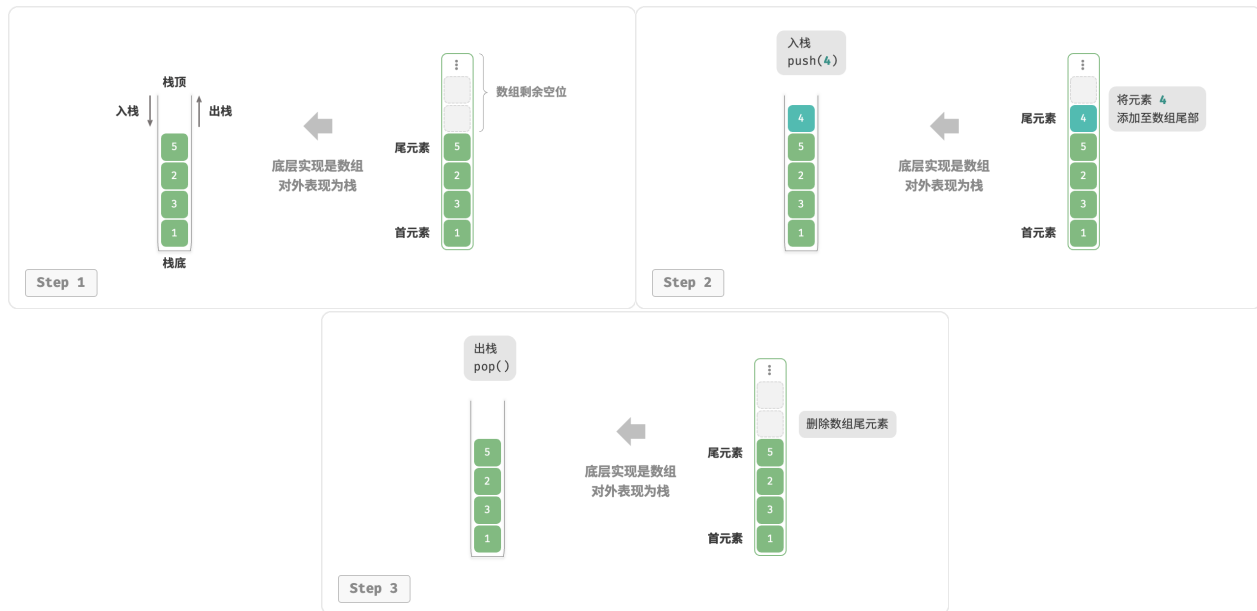 栈顶
入栈
出栈
5
2
3
1
栈底
底层实现是数组
对外表现为栈
数组剩余空位
尾元素
5
2
3
首元素
1
Step 1
入栈
push(4)
4
5
2
3
1
底层实现是数组
对外表现为栈
将元素 4
添加至数组尾部
尾元素
4
5
2
3
首元素
1
Step 2
出栈
pop()
5
2
3
1
底层实现是数组
对外表现为栈
删除数组尾元素
尾元素
5
2
3
首元素
1
Step 3